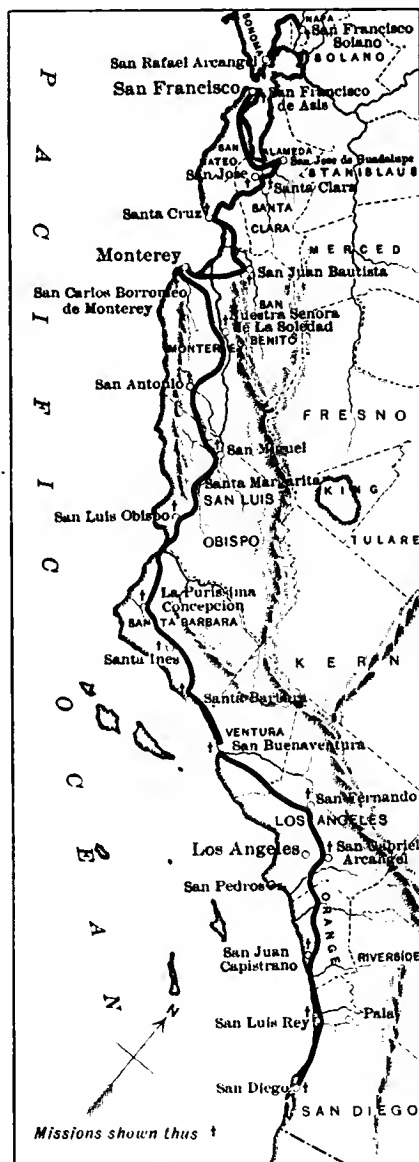 PACIFIC OCEAN
SONOMA
NAPA
San Francisco
Solano
SOLANO
San Rafael Arcangel
San Francisco
San Francisco
de Asis
SAN
MATEO
ALAMEDA
San Jose de Guadalupe
STANISLAUS
San Jose
Santa Clara
SANTA
CLARA
Santa Cruz
MERCED
Monterey
San Juan Bautista
San Carlos Borromeo
de Monterey
SAN
BENITO
Nuestra Senora
de La Soledad
MONTEREY
San Antonio
FRESNO
San Miguel
Santa Margarita
SAN LUIS
OBISPO
KING
San Luis Obispo
TULARE
La Purissima
Concepcion
SANTA BARBARA
Santa Ines
KERN
Santa Barbara
VENTURA
San Buenaventura
San Fernando
LOS ANGELES
Los Angeles
San Gabriel
Arcangel
San Pedro
ORANGE
San Juan
Capistrano
RIVERSIDE
San Luis Rey
Pala
N
San Diego
SAN DIEGO
Missions shown thus †